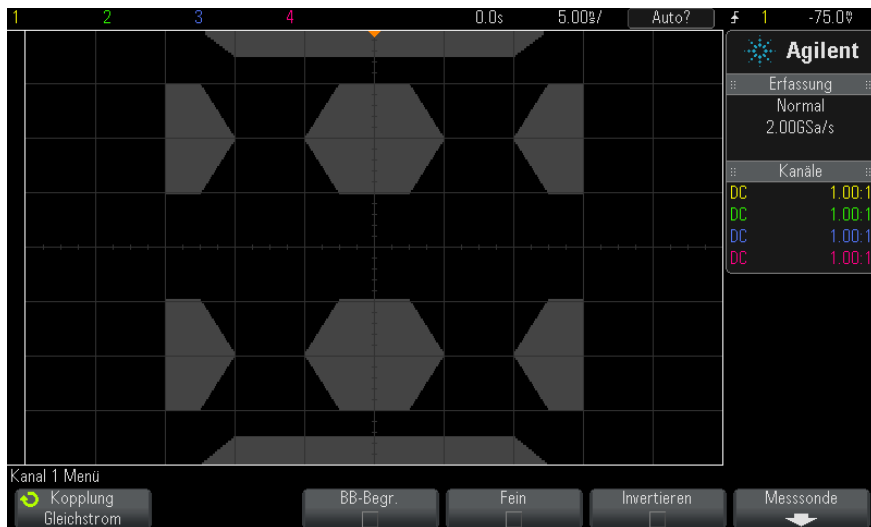 1 2 3 4 0.0s 5.00㎱/ Auto? 1 -75.0V
Agilent
Erfassung
Normal
2.00GSa/s
Kanäle
DC 1.00:1
DC 1.00:1
DC 1.00:1
DC 1.00:1
Kanal 1 Menü
Kopplung
Gleichstrom
BB-Begr.
Fein
Invertieren
Messsonde